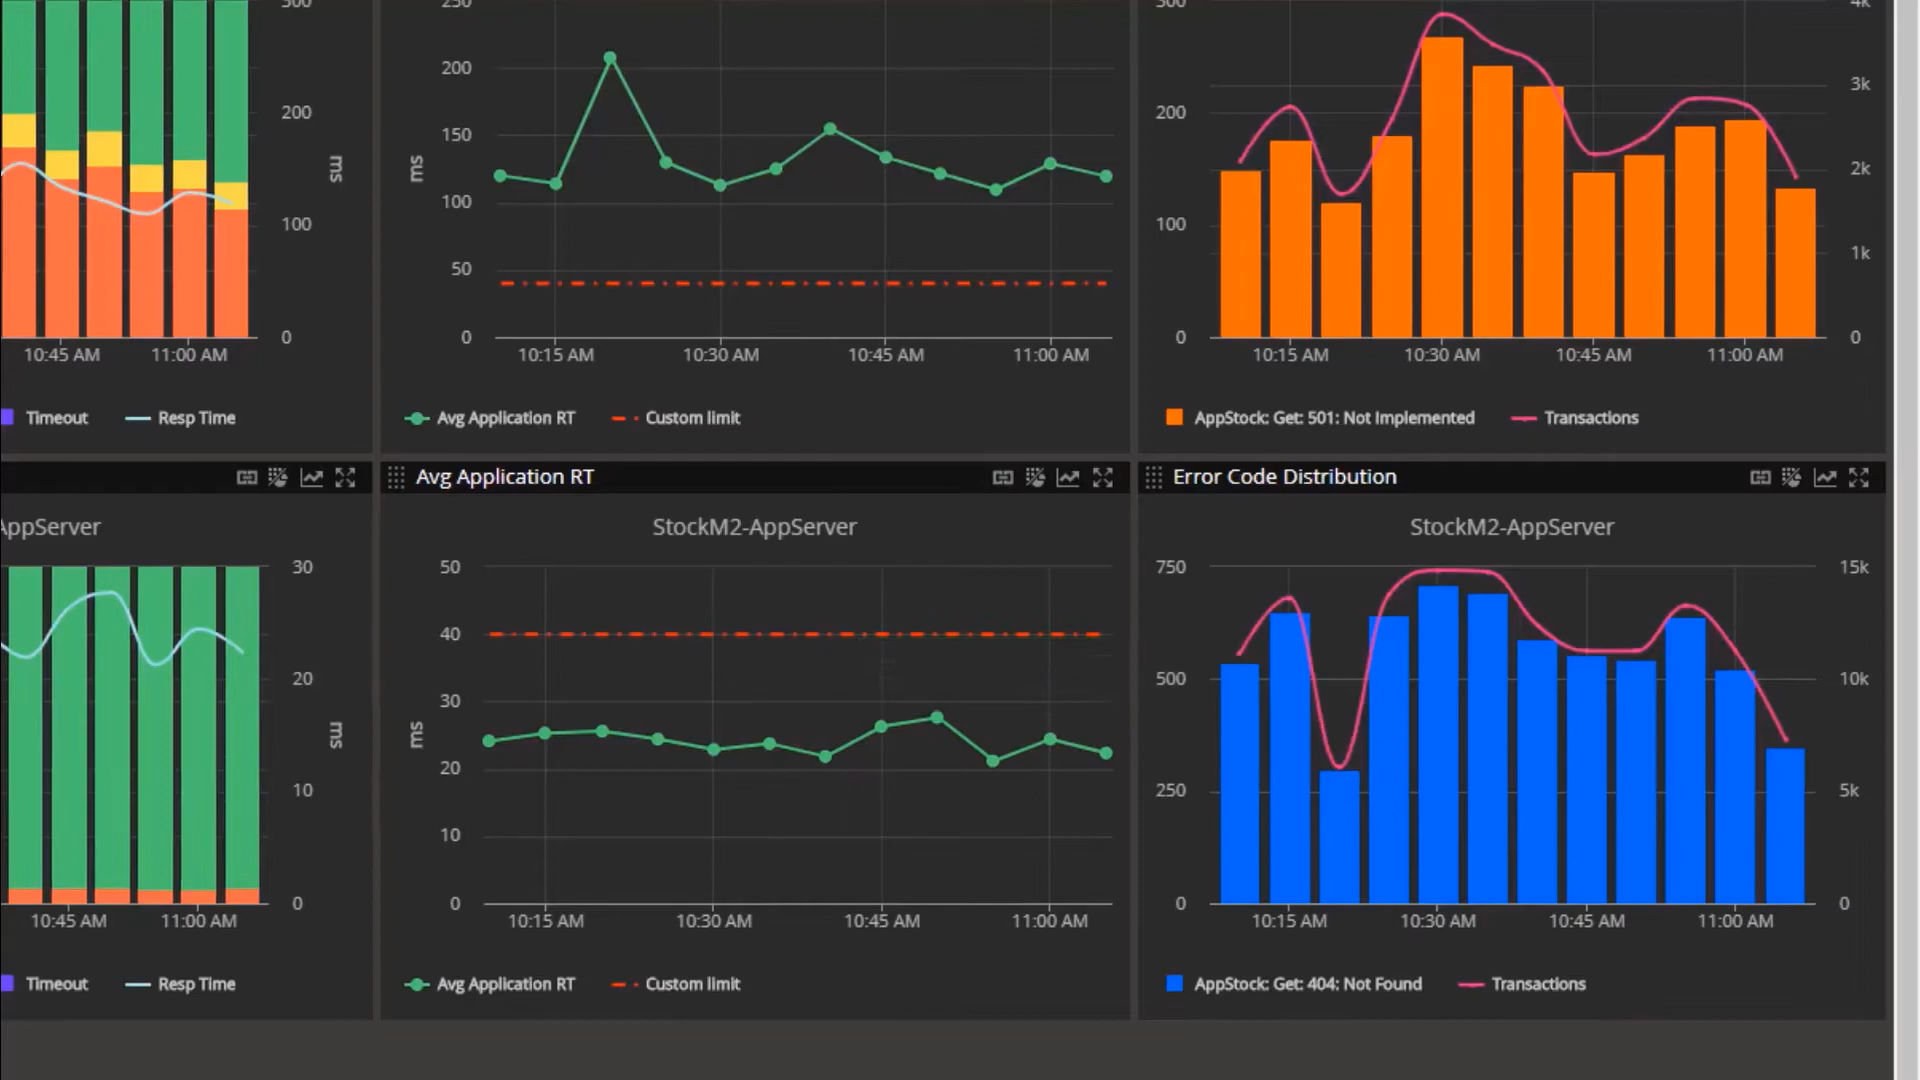 300
200
100
0
ms
10:45 AM
11:00 AM
Timeout
Resp Time
250
200
150
100
50
0
ms
10:15 AM
10:30 AM
10:45 AM
11:00 AM
Avg Application RT
Custom limit
300
200
100
0
4k
3k
2k
1k
0
10:15 AM
10:30 AM
10:45 AM
11:00 AM
AppStock: Get: 501: Not Implemented
Transactions
AppServer
30
20
10
0
ms
10:45 AM
11:00 AM
Timeout
Resp Time
Avg Application RT
StockM2-AppServer
50
40
30
20
10
0
ms
10:15 AM
10:30 AM
10:45 AM
11:00 AM
Avg Application RT
Custom limit
Error Code Distribution
StockM2-AppServer
750
500
250
0
15k
10k
5k
0
10:15 AM
10:30 AM
10:45 AM
11:00 AM
AppStock: Get: 404: Not Found
Transactions